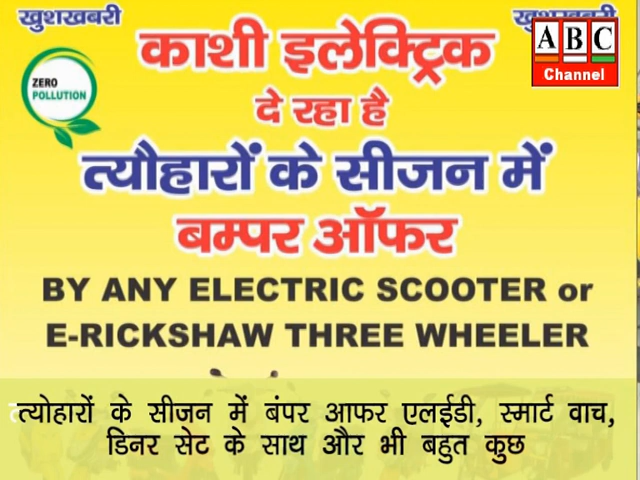 खुशखबरी खुशखबरी
ABC
Channel
ZERO
POLLUTION
काशी इलेक्ट्रिक
दे रहा है
त्यौहारों के सीजन में
बम्पर ऑफर
BY ANY ELECTRIC SCOOTER or
E-RICKSHAW THREE WHEELER
त्योहारों के सीजन में बंपर आफर एलईडी, स्मार्ट वाच,
डिनर सेट के साथ और भी बहुत कुछ